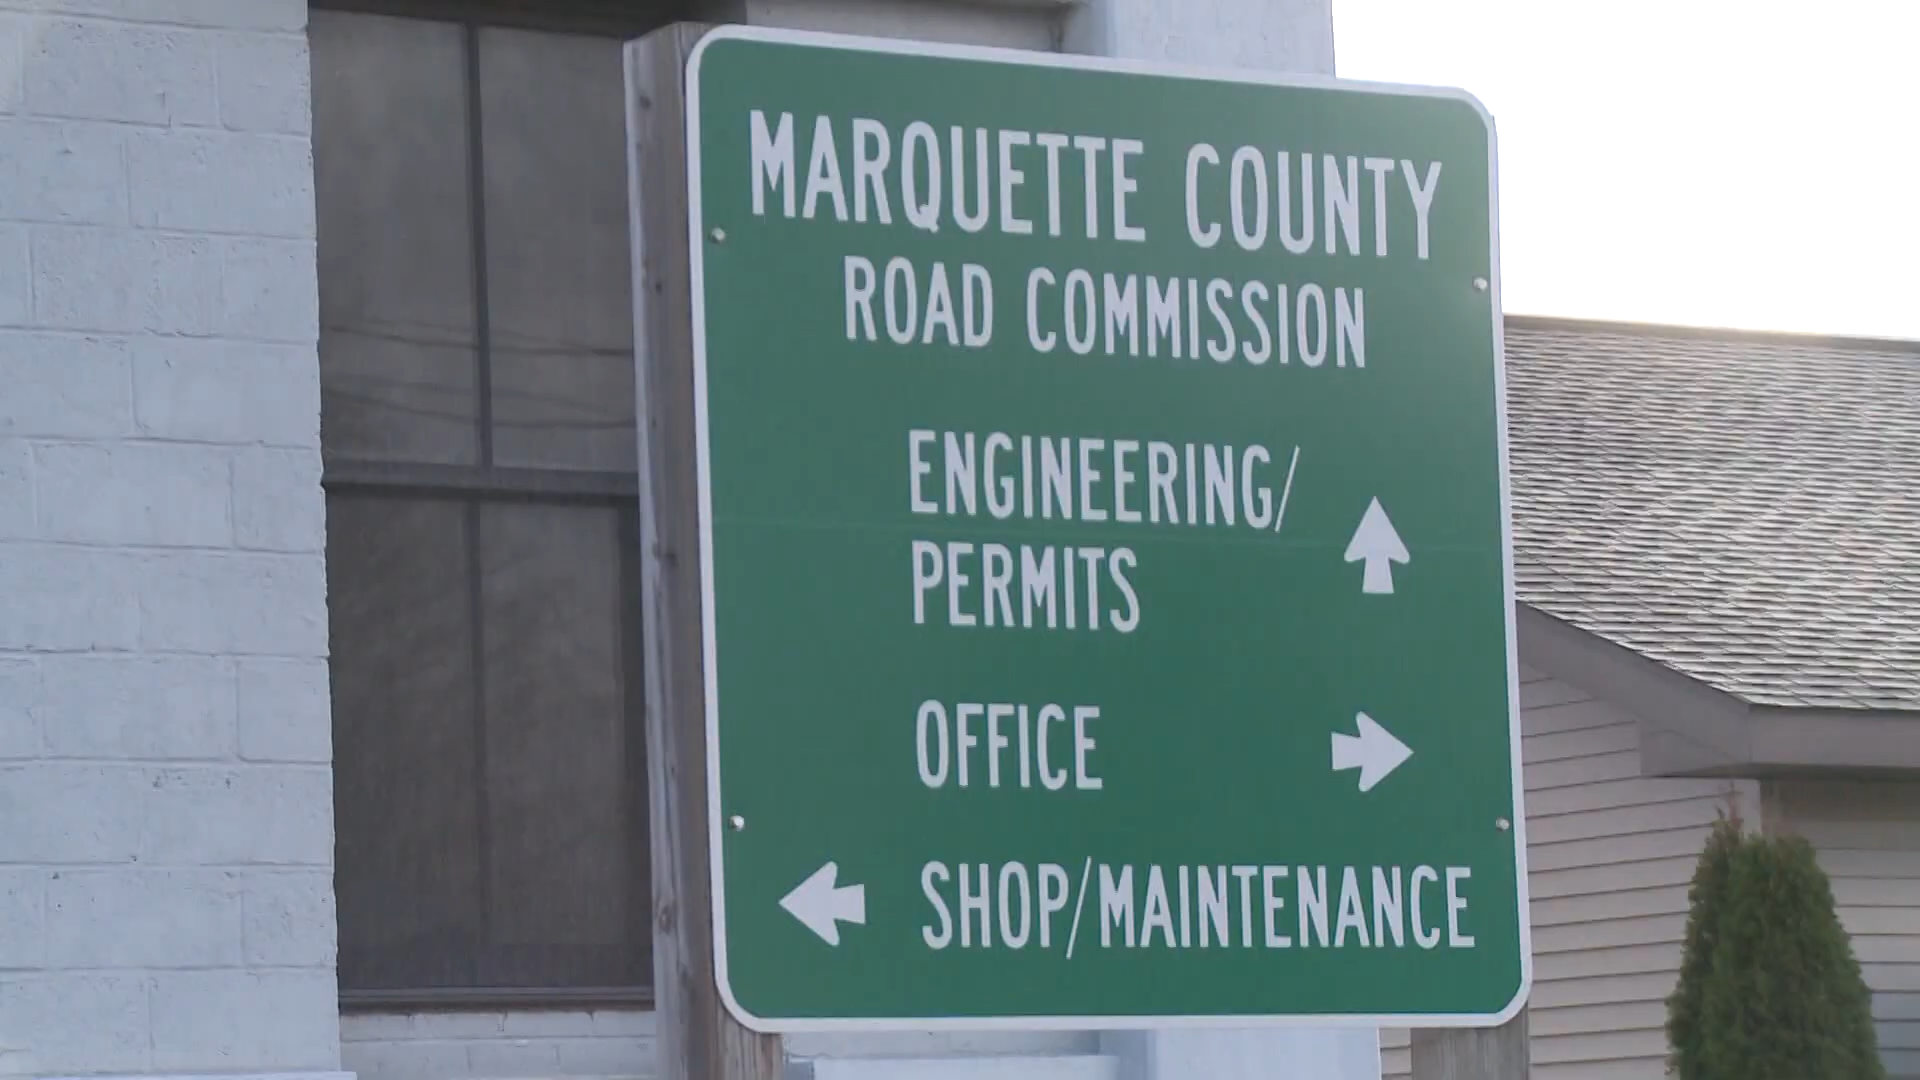 MARQUETTE COUNTY
ROAD COMMISSION
ENGINEERING/
PERMITS
OFFICE
SHOP/MAINTENANCE